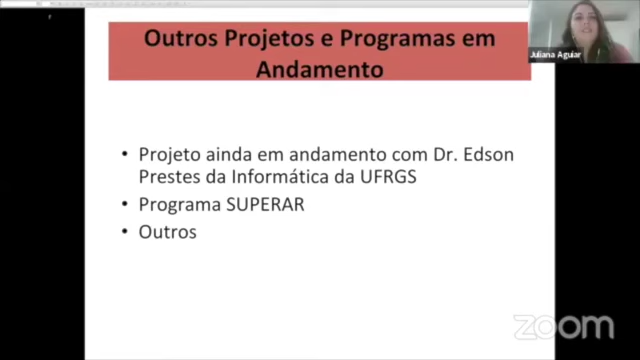 Outros Projetos e Programas em
Andamento
Juliana Aguiar
• Projeto ainda em andamento com Dr. Edson
Prestes da Informática da UFRGS
• Programa SUPERAR
• Outros
zoom